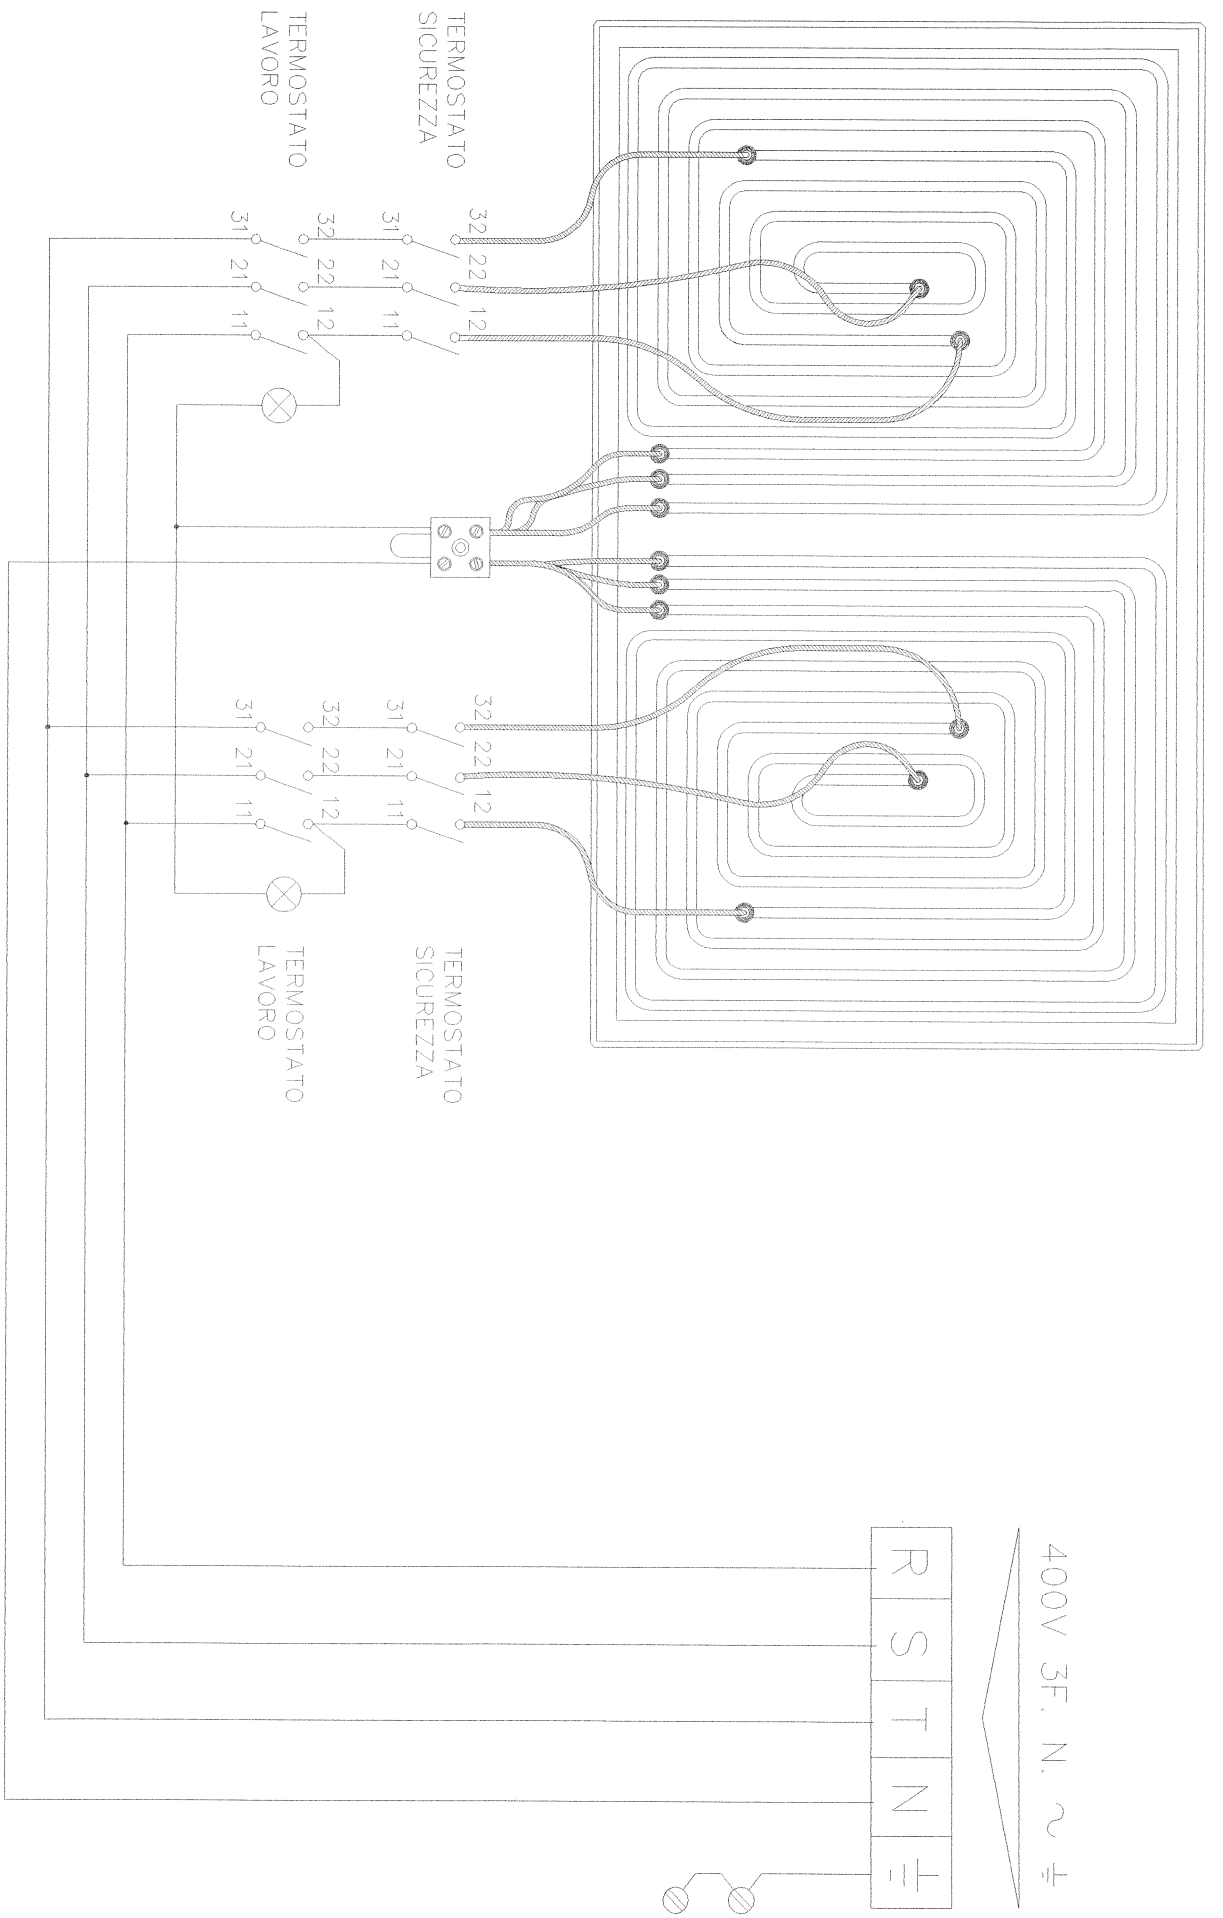 TERMOSTATO
SICUREZZA
TERMOSTATO
LAVORO
32 22 12
31 21 11
32 22 12
31 21 11
32 22 12
31 21 11
32 22 12
31 21 11
TERMOSTATO
SICUREZZA
TERMOSTATO
LAVORO
400V 3F. N. ~ ⏚
R S T N ⏚